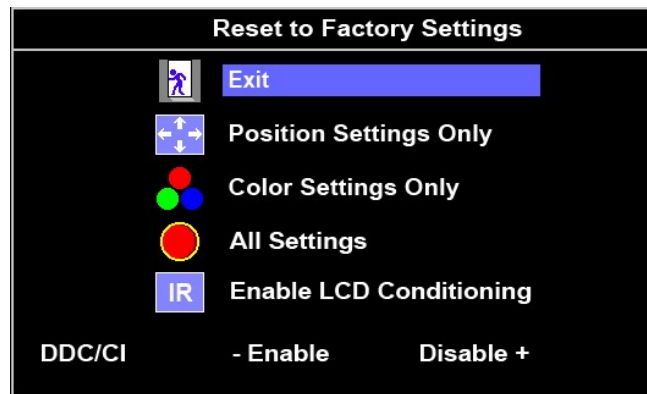 Reset to Factory Settings
Exit
Position Settings Only
Color Settings Only
All Settings
IR Enable LCD Conditioning
DDC/CI - Enable Disable +